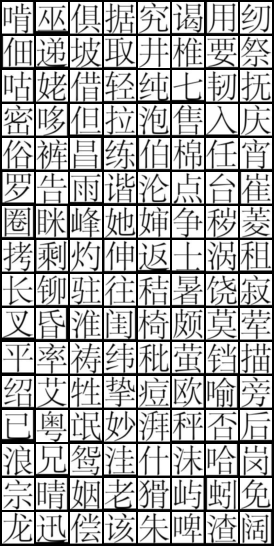 啃巫俱据究谒用纫
佃递坡取井椎要祭
咕姥借轻纯七韧抚
密哆但拉泡售入庆
俗裤昌练伯棉任宵
罗告雨谐沦点台崔
圈眯峰她婶争秽菱
拷剩灼伸返士涡租
长铆驻往秸暑饶寂
叉昏淮闺椅颇莫荤
平率祷纬秕萤铛描
绍艾牲挚痘欧喻旁
已粤氓妙湃秤否后
浪兄鸳洼什沫哈岗
宗晴姻老猾屿蚓免
龙迅偿该朱啤渣阔